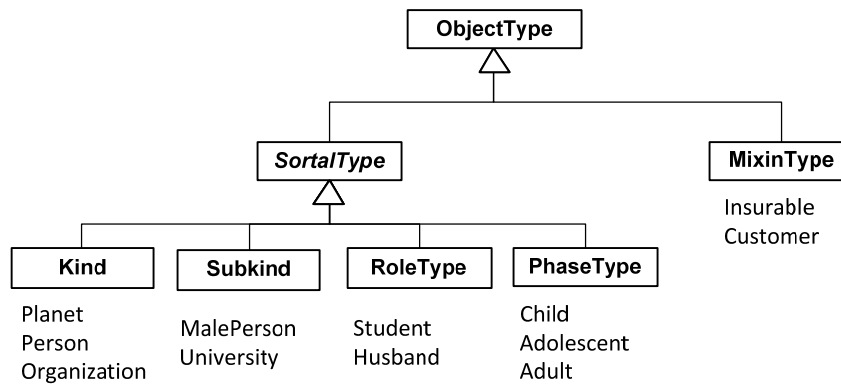 ObjectType
SortalType
MixinType
Insurable
Customer
Kind
Subkind
RoleType
PhaseType
Planet
Person
Organization
MalePerson
University
Student
Husband
Child
Adolescent
Adult